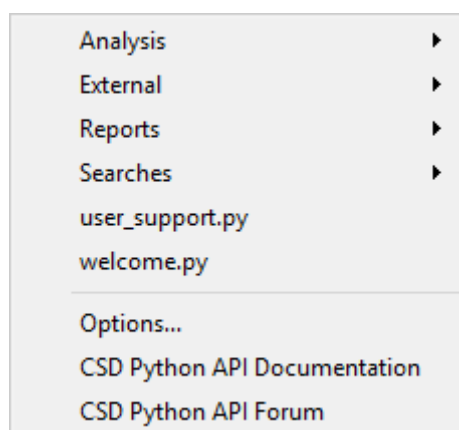 Analysis
External
Reports
Searches
user_support.py
welcome.py
Options...
CSD Python API Documentation
CSD Python API Forum